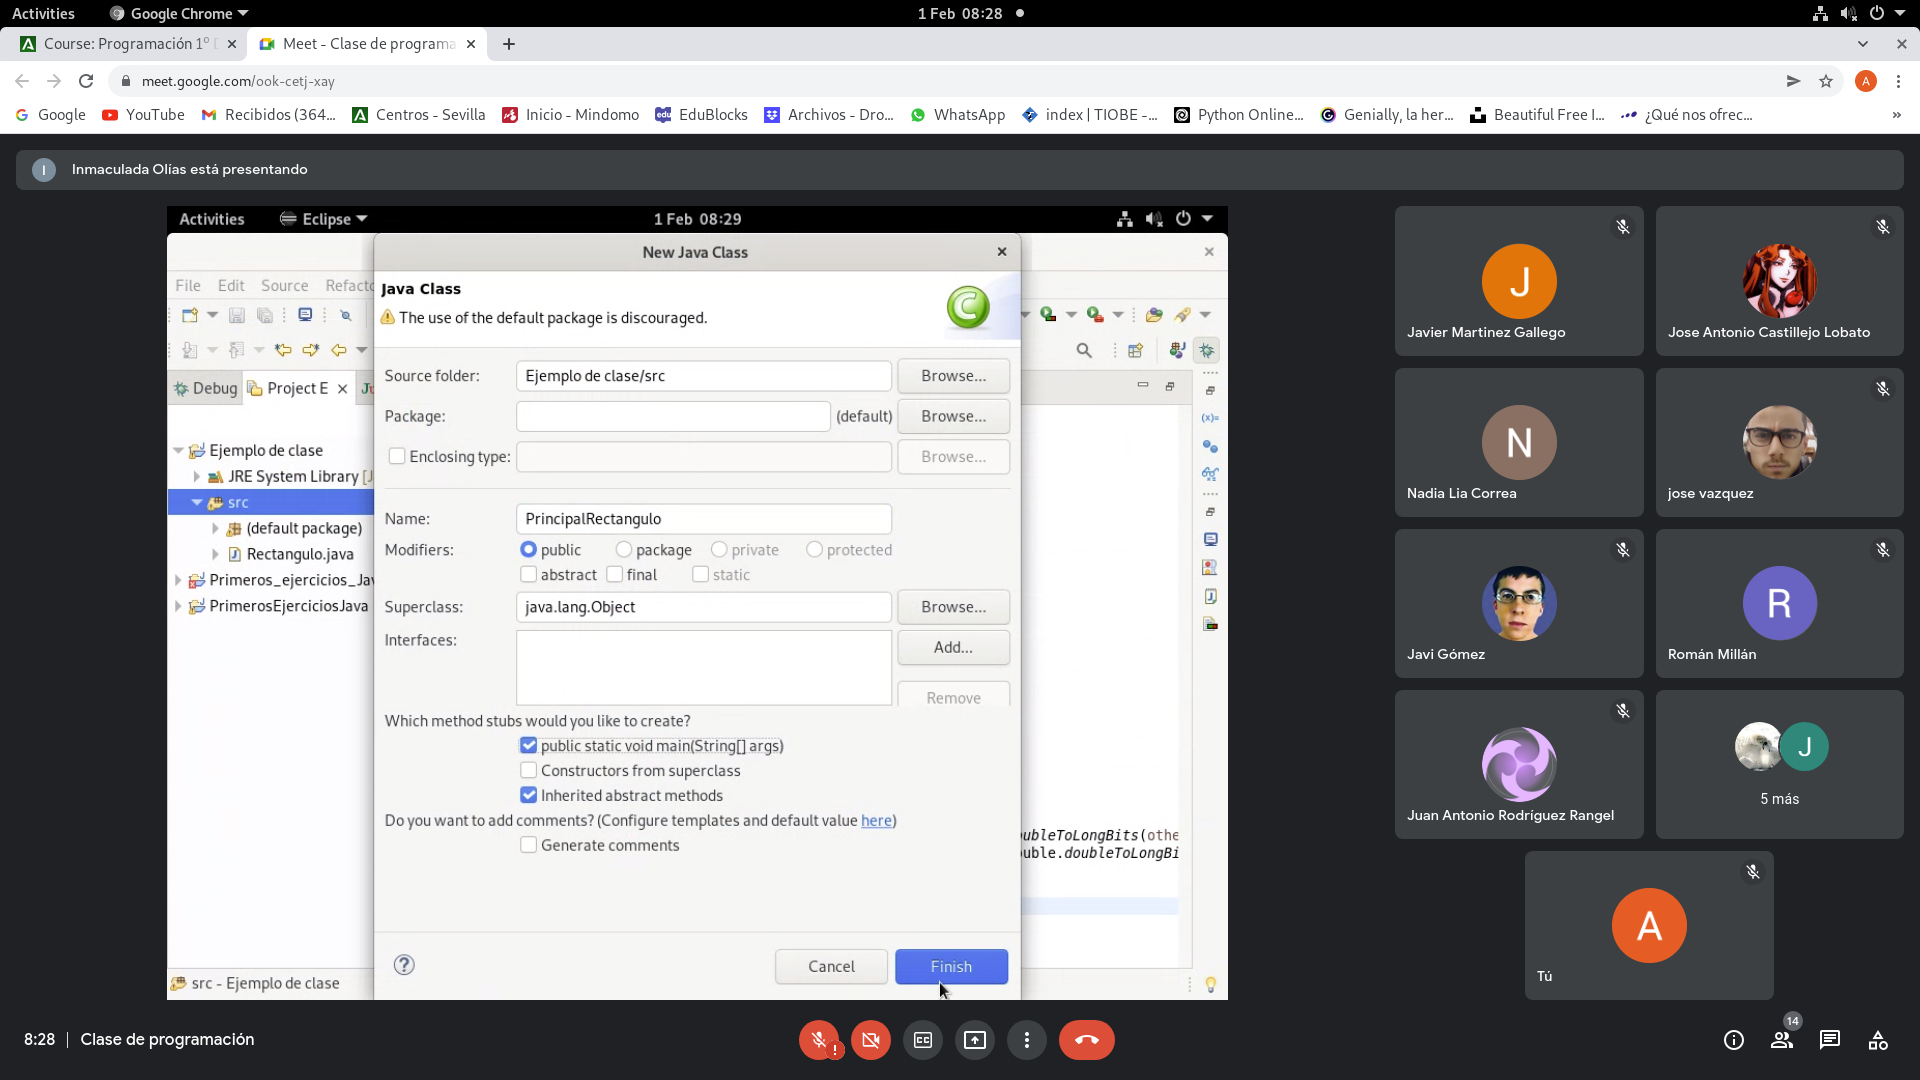 Activities Google Chrome 1 Feb 08:28
Course: Programación 1º Meet - Clase de programa
meet.google.com/ook-cetj-xay A
Google YouTube Recibidos (364... Centros - Sevilla Inicio - Mindomo EduBlocks Archivos - Dro... WhatsApp index | TIOBE -... Python Online... Genially, la her... Beautiful Free I... ¿Qué nos ofrec... »
I Inmaculada Olías está presentando
Activities Eclipse 1 Feb 08:29
New Java Class
File Edit Source Refacto
Java Class
The use of the default package is discouraged.
Source folder: Ejemplo de clase/src Browse...
Debug Project E
Package: (default) Browse...
Ejemplo de clase
Enclosing type: Browse...
JRE System Library [J
src
Name: PrincipalRectangulo
(default package)
Modifiers: public package private protected
Rectangulo.java
abstract final static
Primeros_ejercicios_Jav
PrimerosEjerciciosJava
Superclass: java.lang.Object Browse...
Interfaces: Add...
Remove
Which method stubs would you like to create?
public static void main(String[] args)
Constructors from superclass
Inherited abstract methods
Do you want to add comments? (Configure templates and default value here)
Generate comments
oubleToLongBits(othe
ouble.doubleToLongBi
Cancel Finish
src - Ejemplo de clase
J
Javier Martinez Gallego
Jose Antonio Castillejo Lobato
N
Nadia Lia Correa
jose vazquez
Javi Gómez
R
Román Millán
Juan Antonio Rodríguez Rangel
J
5 más
A
Tú
8:28 | Clase de programación
14